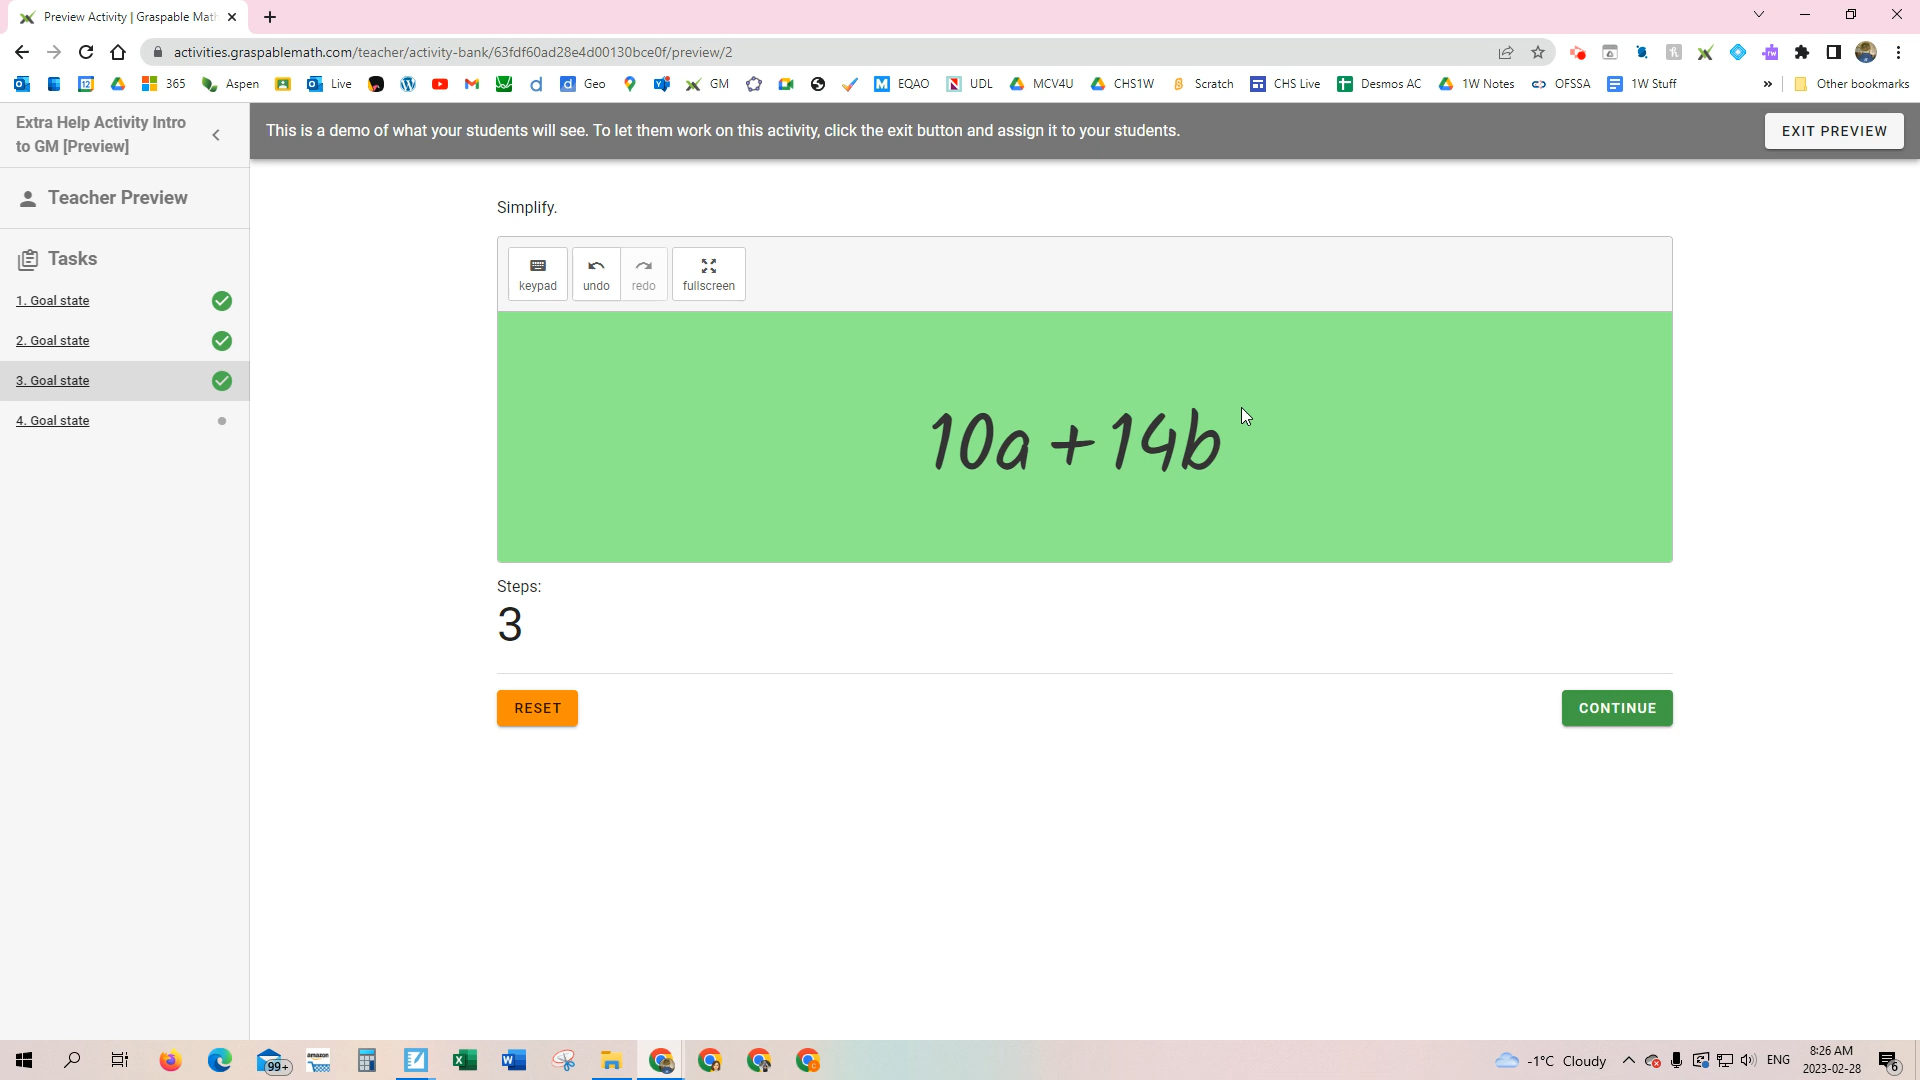 Preview Activity | Graspable Math
activities.graspablemath.com/teacher/activity-bank/63fdf60ad28e4d00130bce0f/preview/2
12 365 Aspen Live Geo GM EQAO UDL MCV4U CHS1W Scratch CHS Live Desmos AC 1W Notes OFSSA 1W Stuff » Other bookmarks
Extra Help Activity Intro
to GM [Preview]
This is a demo of what your students will see. To let them work on this activity, click the exit button and assign it to your students.
EXIT PREVIEW
Teacher Preview
Tasks
1. Goal state
2. Goal state
3. Goal state
4. Goal state
Simplify.
keypad undo redo fullscreen
10a + 14b
Steps:
3
RESET
CONTINUE
99+ amazon
-1°C Cloudy
ENG
8:26 AM
2023-02-28
6